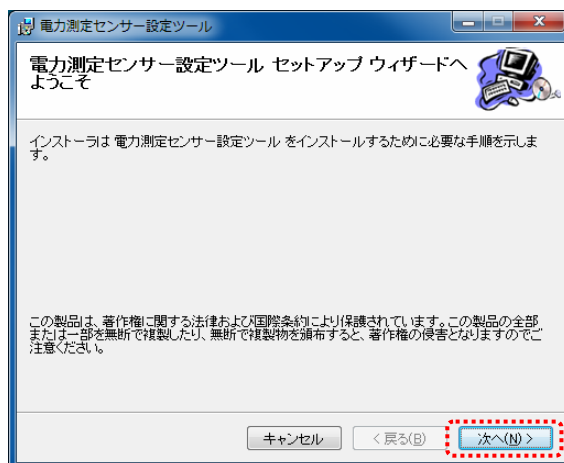 電力測定センサー設定ツール
電力測定センサー設定ツール セットアップ ウィザードへ
ようこそ
インストーラは 電力測定センサー設定ツール をインストールするために必要な手順を示しま
す。
この製品は、著作権に関する法律および国際条約により保護されています。この製品の全部
または一部を無断で複製したり、無断で複製物を頒布すると、著作権の侵害となりますのでご
注意ください。
キャンセル
< 戻る(B)
次へ(N) >